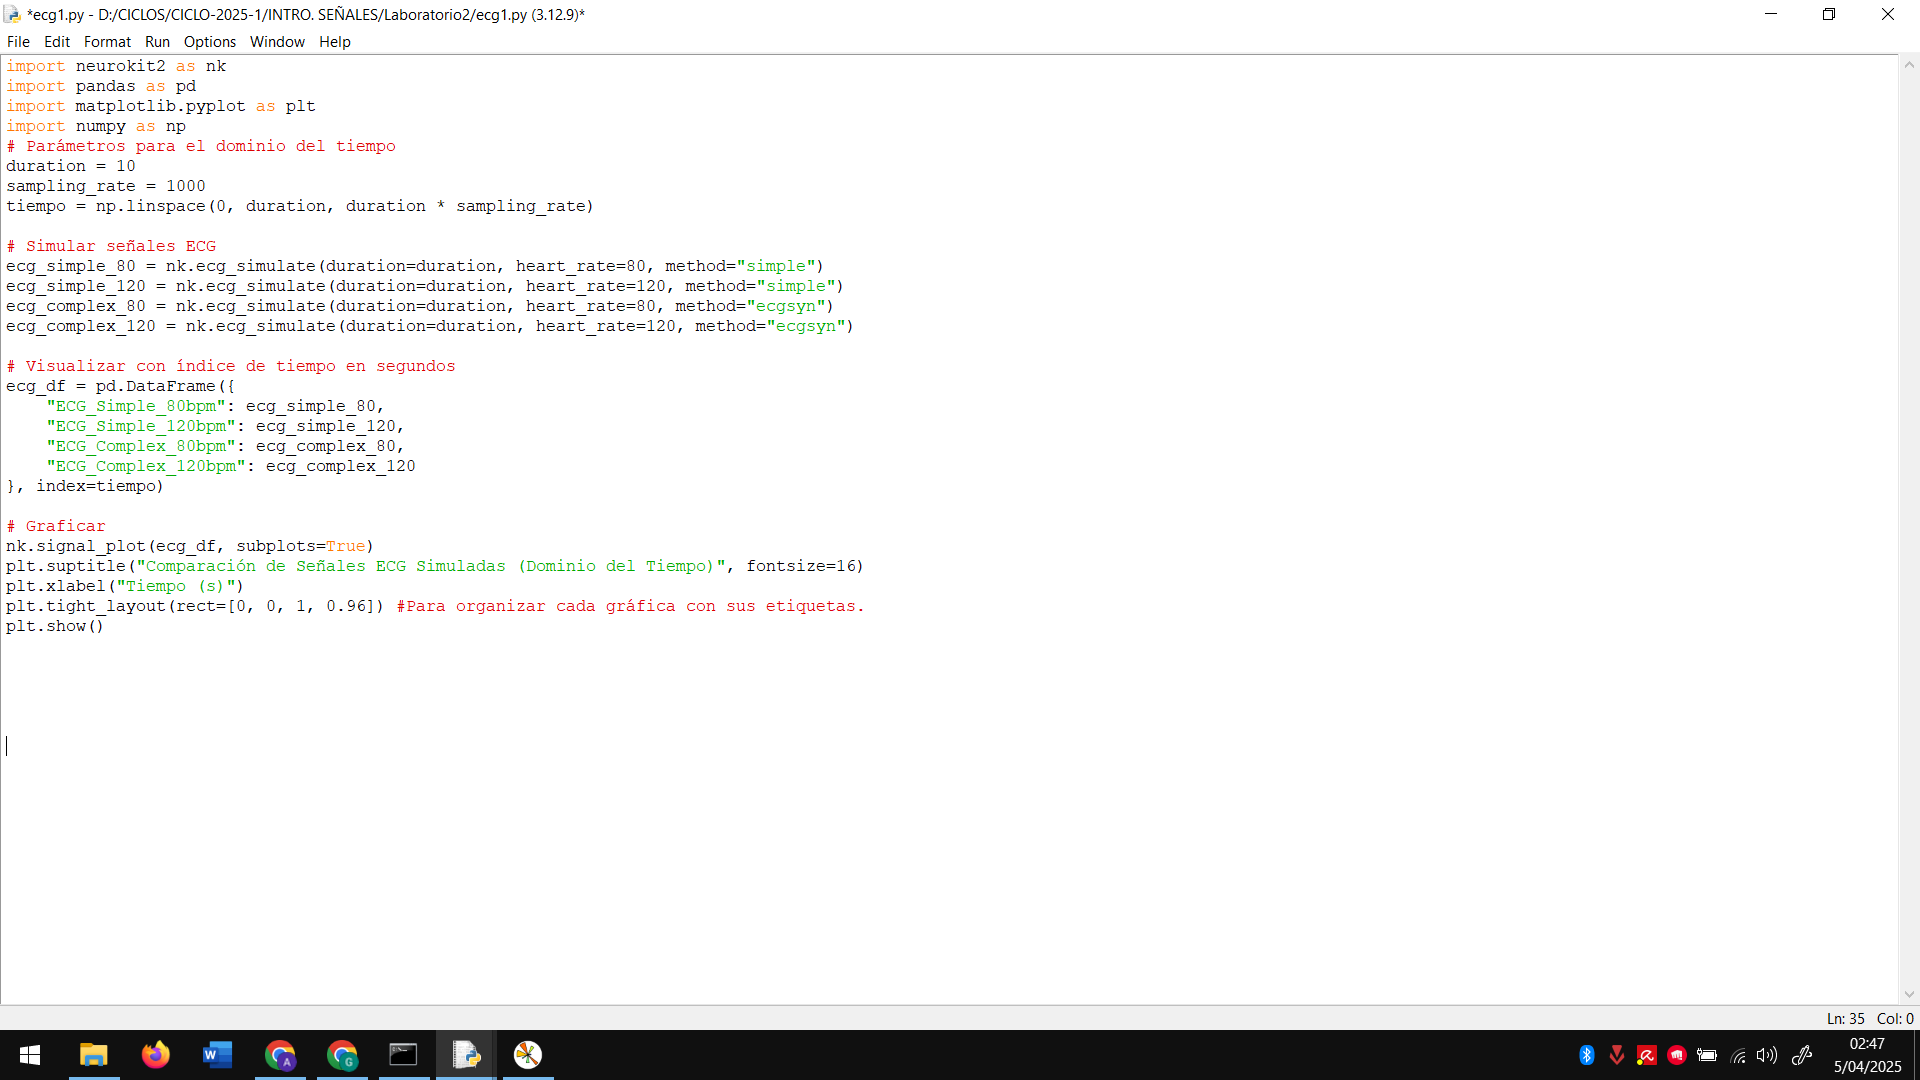 *ecg1.py - D:/CICLOS/CICLO-2025-1/INTRO. SEÑALES/Laboratorio2/ecg1.py (3.12.9)*
File Edit Format Run Options Window Help
import neurokit2 as nk
import pandas as pd
import matplotlib.pyplot as plt
import numpy as np
# Parámetros para el dominio del tiempo
duration = 10
sampling_rate = 1000
tiempo = np.linspace(0, duration, duration * sampling_rate)
# Simular señales ECG
ecg_simple_80 = nk.ecg_simulate(duration=duration, heart_rate=80, method="simple")
ecg_simple_120 = nk.ecg_simulate(duration=duration, heart_rate=120, method="simple")
ecg_complex_80 = nk.ecg_simulate(duration=duration, heart_rate=80, method="ecgsyn")
ecg_complex_120 = nk.ecg_simulate(duration=duration, heart_rate=120, method="ecgsyn")
# Visualizar con índice de tiempo en segundos
ecg_df = pd.DataFrame({
    "ECG_Simple_80bpm": ecg_simple_80,
    "ECG_Simple_120bpm": ecg_simple_120,
    "ECG_Complex_80bpm": ecg_complex_80,
    "ECG_Complex_120bpm": ecg_complex_120
}, index=tiempo)
# Graficar
nk.signal_plot(ecg_df, subplots=True)
plt.suptitle("Comparación de Señales ECG Simuladas (Dominio del Tiempo)", fontsize=16)
plt.xlabel("Tiempo (s)")
plt.tight_layout(rect=[0, 0, 1, 0.96]) #Para organizar cada gráfica con sus etiquetas.
plt.show()
Ln: 35 Col: 0
02:47
5/04/2025